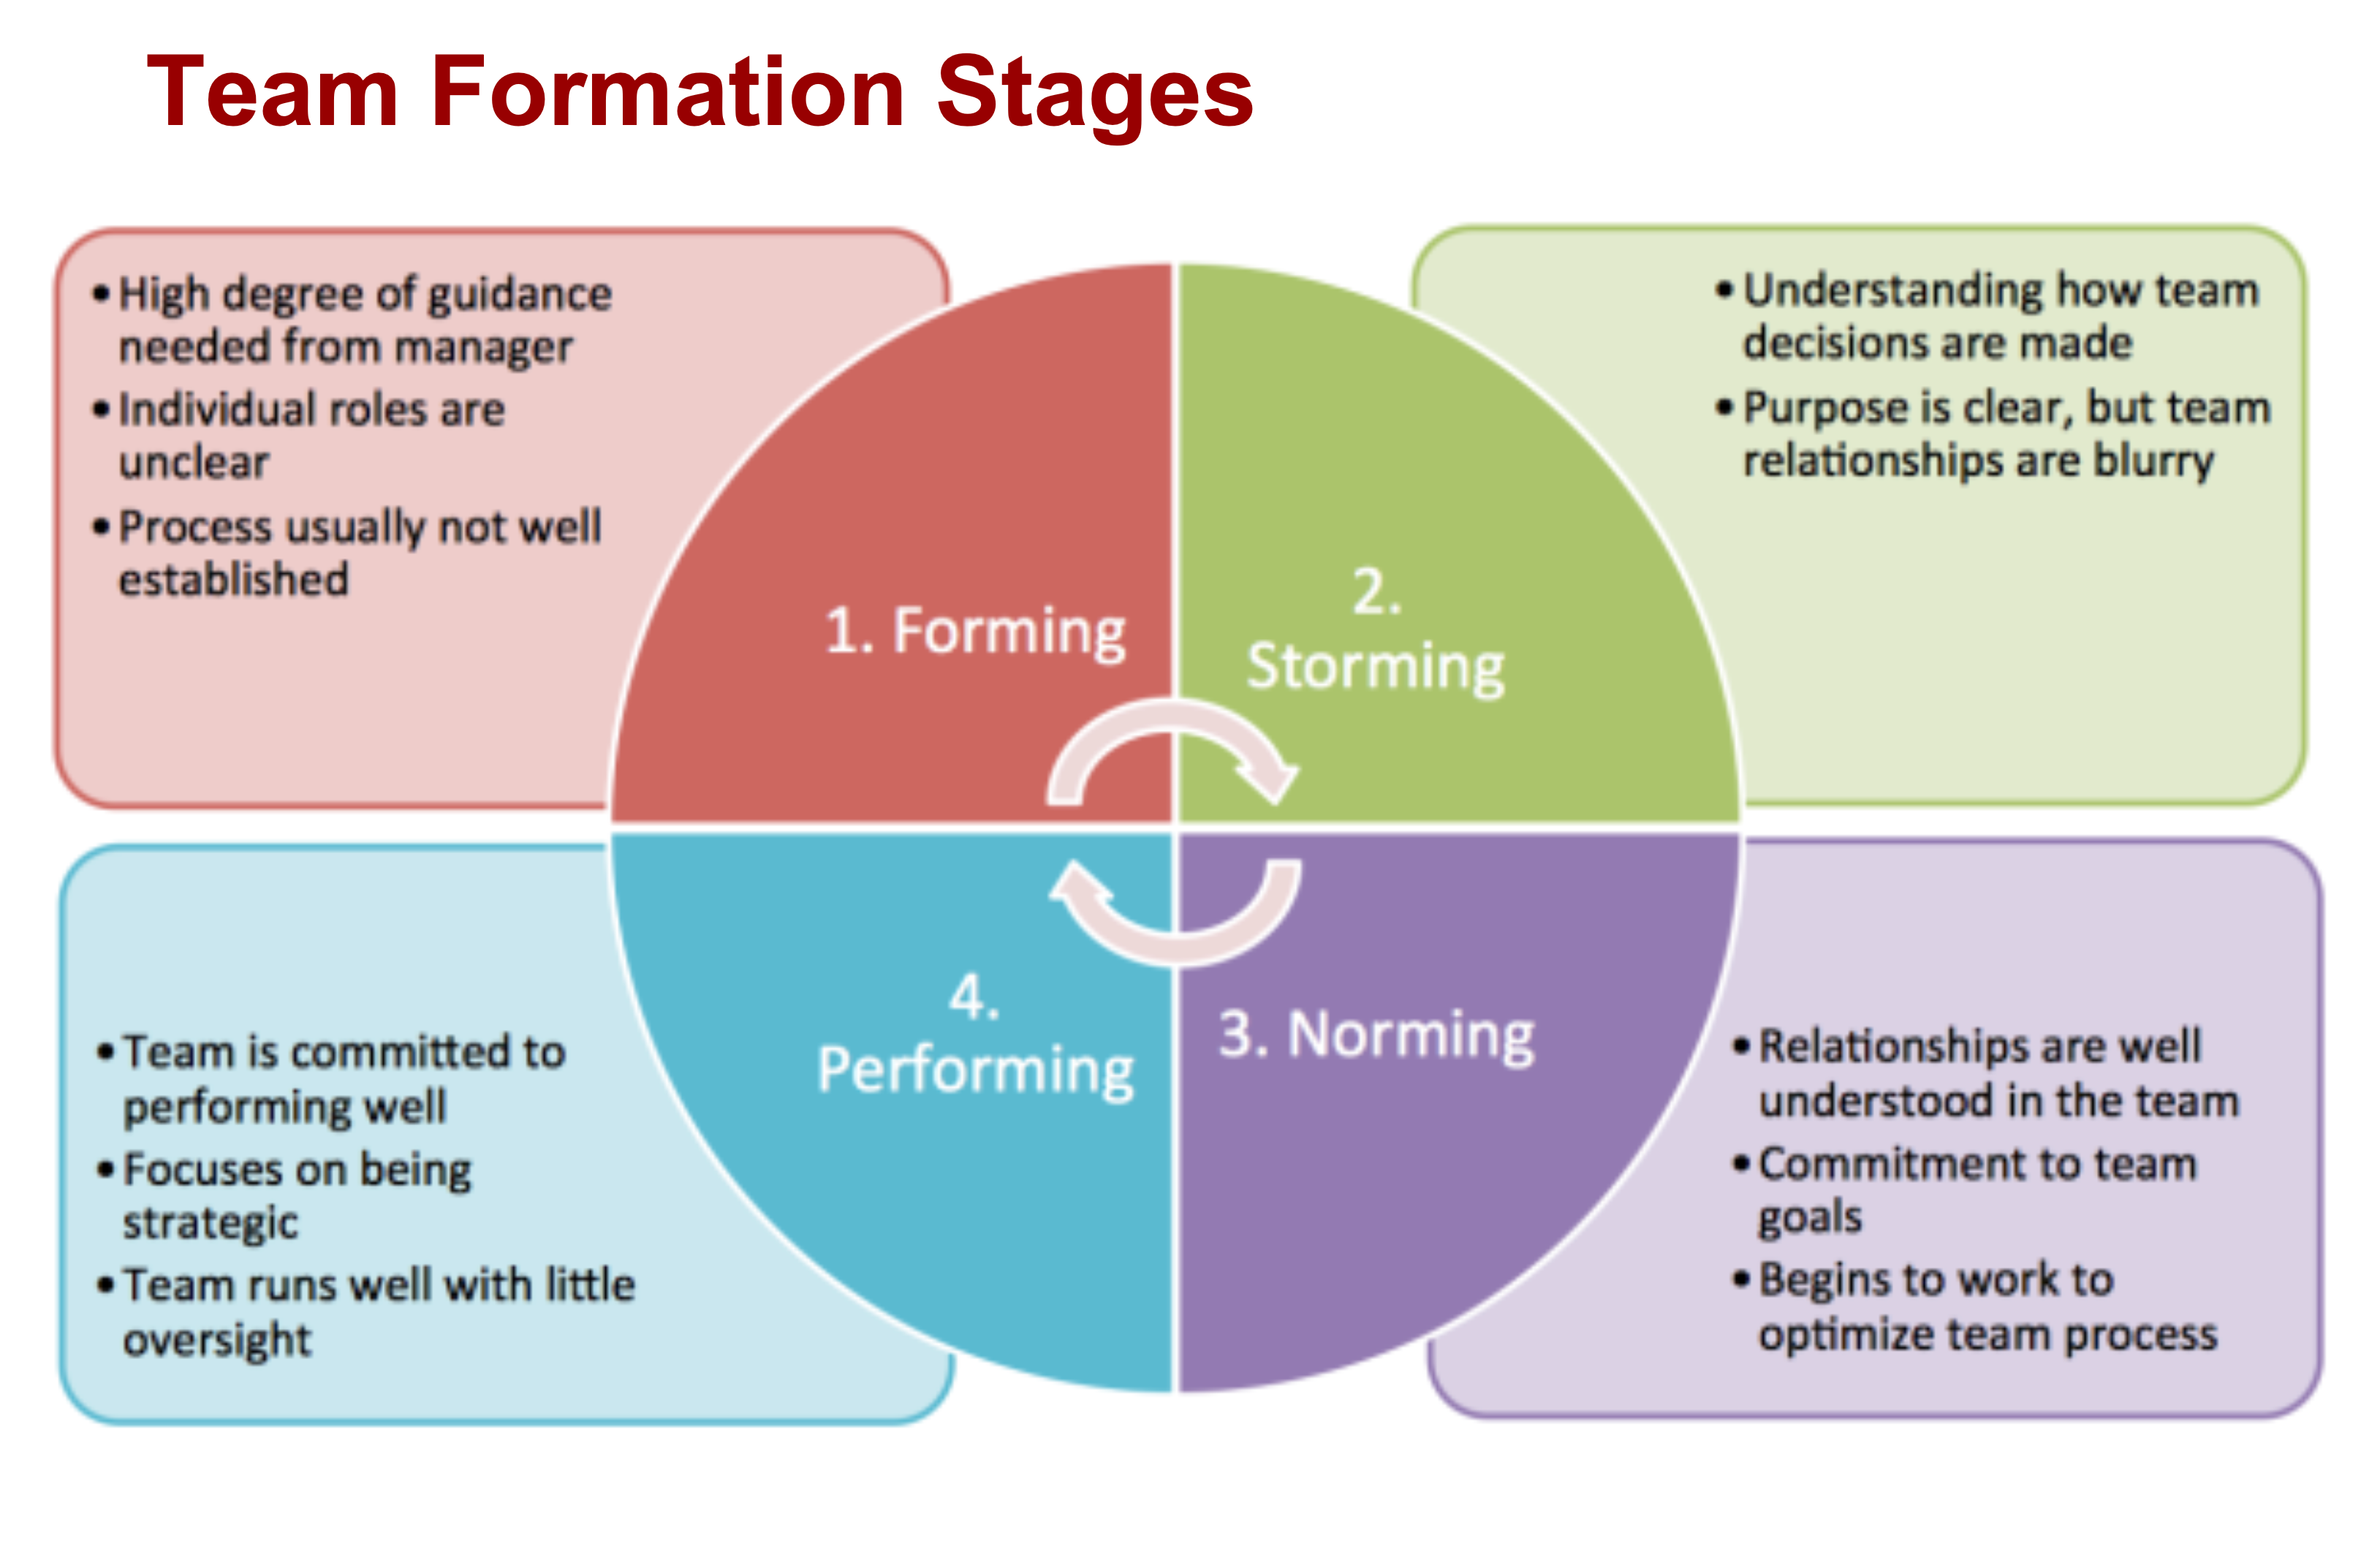 Team Formation Stages
• High degree of guidance
needed from manager
• Individual roles are
unclear
• Process usually not well
established
1. Forming
2.
Storming
• Understanding how team
decisions are made
• Purpose is clear, but team
relationships are blurry
• Team is committed to
performing well
• Focuses on being
strategic
• Team runs well with little
oversight
4.
Performing
3. Norming
• Relationships are well
understood in the team
• Commitment to team
goals
• Begins to work to
optimize team process